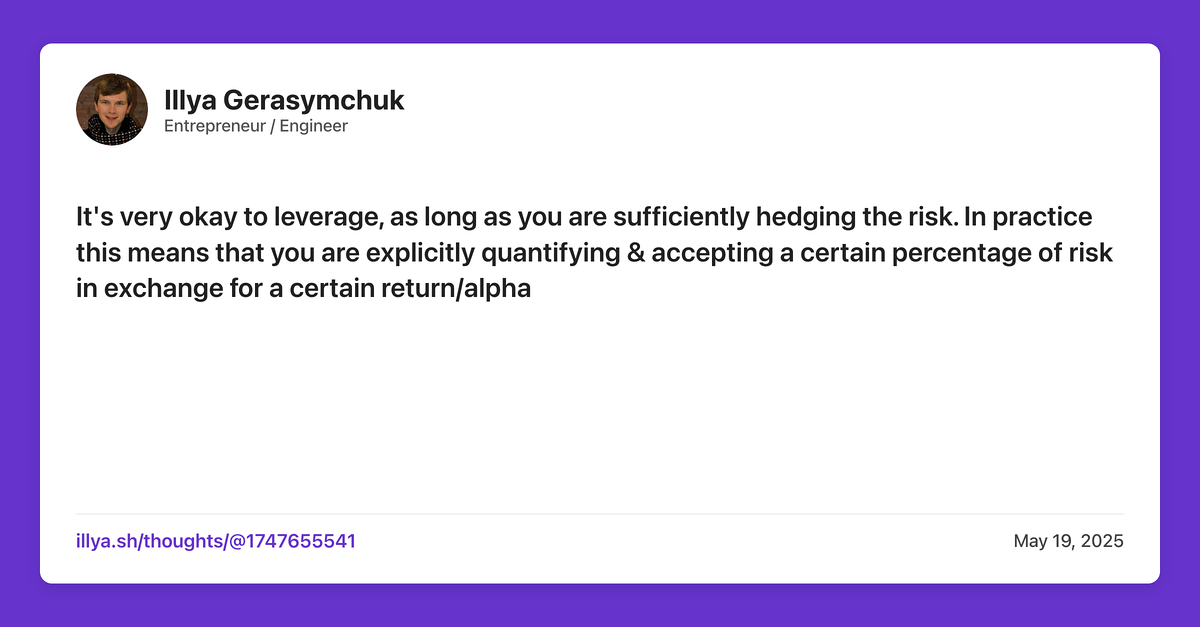 Illya Gerasymchuk
Entrepreneur / Engineer
It's very okay to leverage, as long as you are sufficiently hedging the risk. In practice
this means that you are explicitly quantifying & accepting a certain percentage of risk
in exchange for a certain return/alpha
illya.sh/thoughts/@1747655541
May 19, 2025